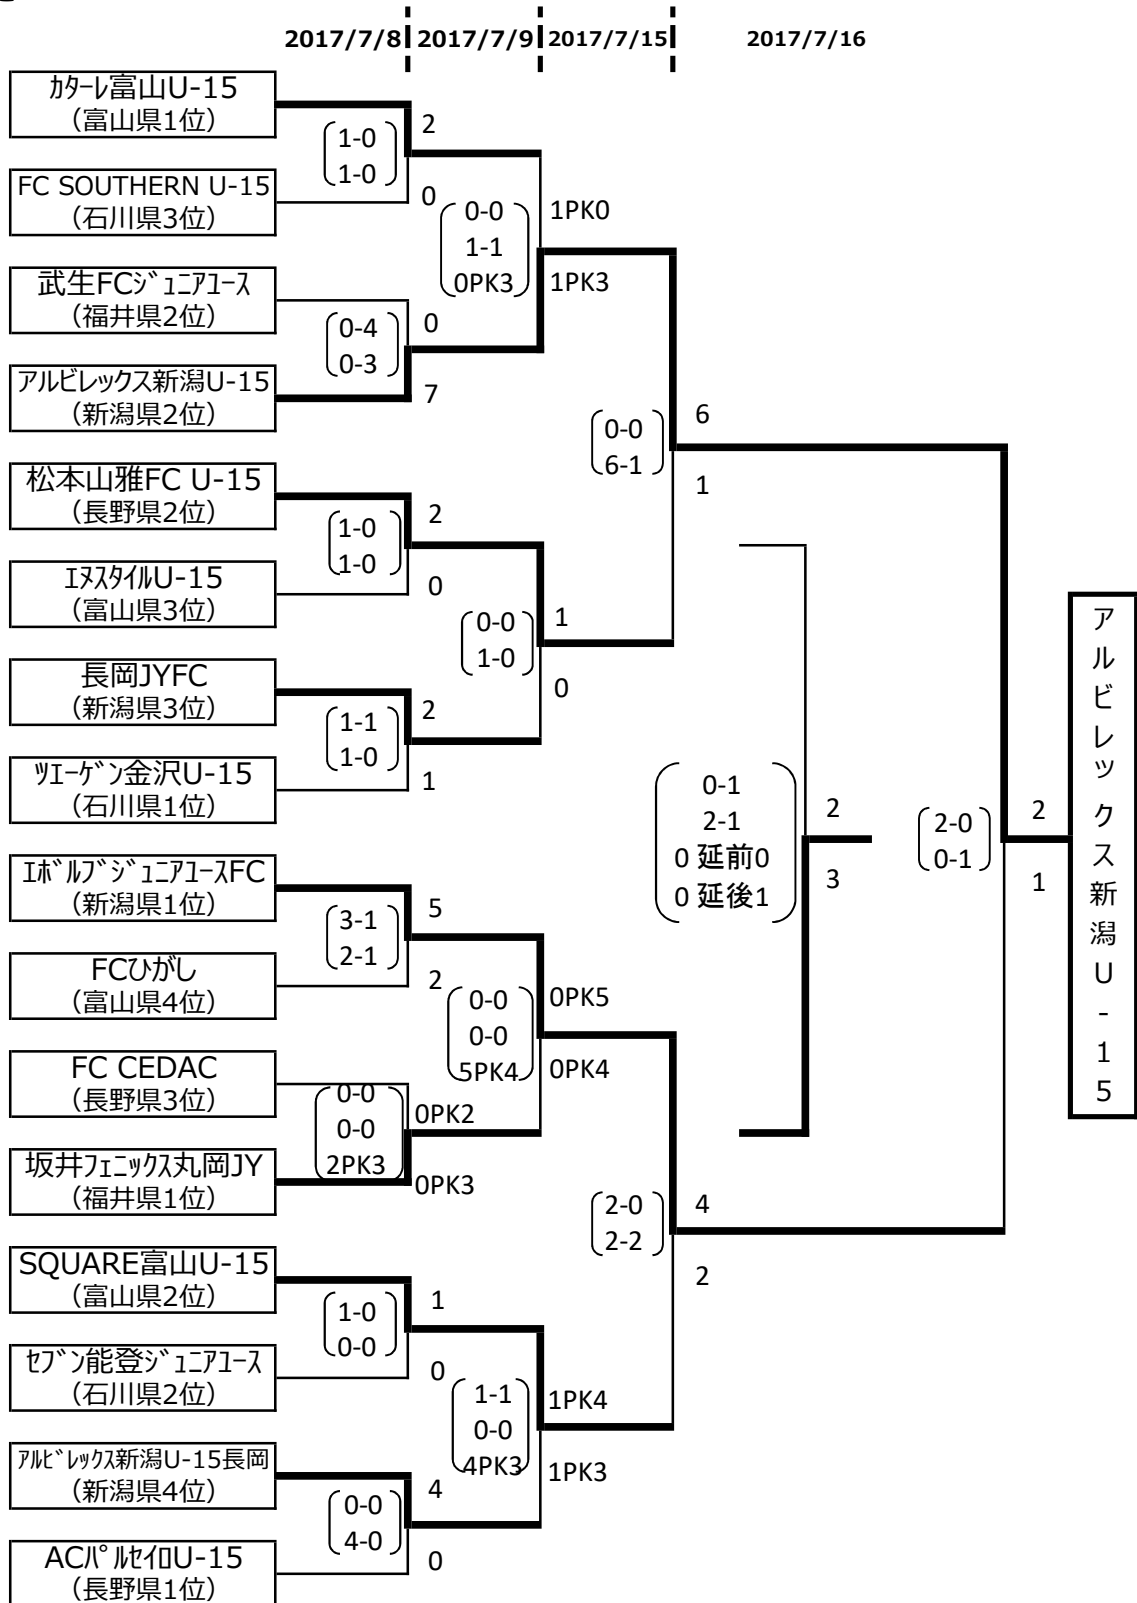 2017/7/8 2017/7/9 2017/7/15 2017/7/16
ｶﾀｰﾚ富山U-15
（富山県1位）
1-0
1-0
2
0
FC SOUTHERN U-15
（石川県3位）
0-0
1-1
0PK3
1PK0
1PK3
武生FCｼﾞｭﾆｱﾕｰｽ
（福井県2位）
0-4
0-3
0
7
アルビレックス新潟U-15
（新潟県2位）
0-0
6-1
6
1
松本山雅FC U-15
（長野県2位）
1-0
1-0
2
0
ｴﾇｽﾀｲﾙU-15
（富山県3位）
0-0
1-0
1
0
長岡JYFC
（新潟県3位）
1-1
1-0
2
1
ﾂｴｰｹﾞﾝ金沢U-15
（石川県1位）
0-1
2-1
0 延前0
0 延後1
2
3
2-0
0-1
2
1
アルビレックス新潟U-15
ｴﾎﾞﾙﾌﾞｼﾞｭﾆｱﾕｰｽFC
（新潟県1位）
3-1
2-1
5
2
FCひがし
（富山県4位）
0-0
0-0
5PK4
0PK5
0PK4
FC CEDAC
（長野県3位）
0-0
0-0
2PK3
0PK2
0PK3
坂井ﾌｪﾆｯｸｽ丸岡JY
（福井県1位）
2-0
2-2
4
2
SQUARE富山U-15
（富山県2位）
1-0
0-0
1
0
ｾﾌﾞﾝ能登ｼﾞｭﾆｱﾕｰｽ
（石川県2位）
1-1
0-0
4PK3
1PK4
1PK3
ｱﾙﾋﾞﾚｯｸｽ新潟U-15長岡
（新潟県4位）
0-0
4-0
4
0
ACﾊﾟﾙｾｲﾛU-15
（長野県1位）